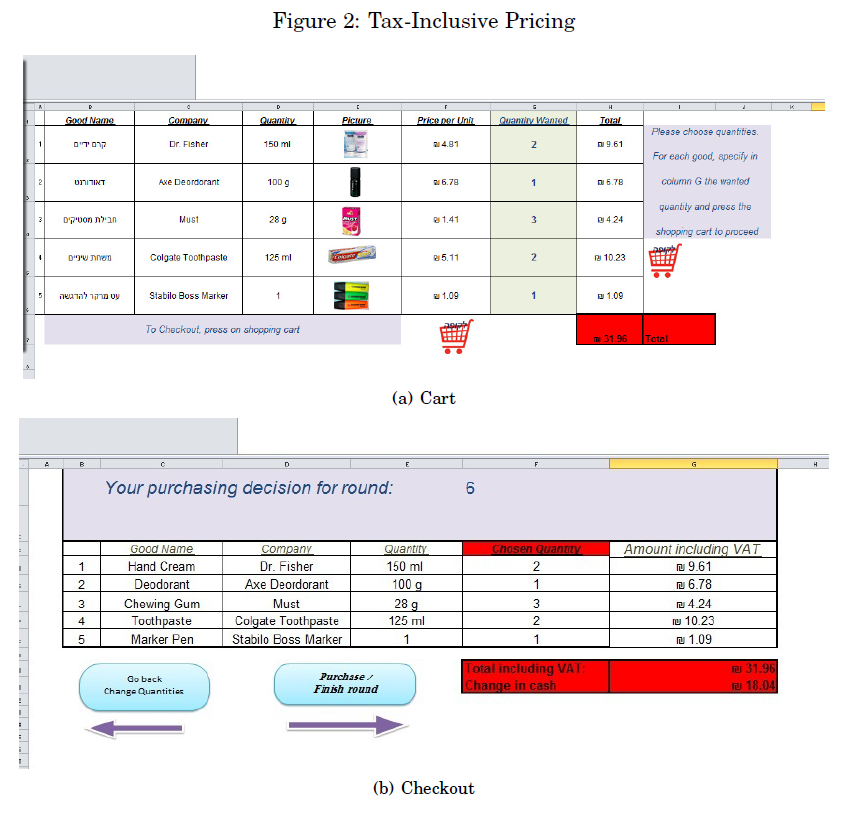 Figure 2: Tax-Inclusive Pricing
Good Name Company Quantity Picture Price per Unit Quantity Wanted Total
1 קרם ידיים Dr. Fisher 150 ml ₪ 4.81 2 ₪ 9.61
2 דאודורנט Axe Deordorant 100 g ₪ 6.78 1 ₪ 6.78
3 חבילת מסטיקים Must 28 g ₪ 1.41 3 ₪ 4.24
4 משחת שיניים Colgate Toothpaste 125 ml ₪ 5.11 2 ₪ 10.23
5 עט מרקר להדגשה Stabilo Boss Marker 1 ₪ 1.09 1 ₪ 1.09
Please choose quantities.
For each good, specify in
column G the wanted
quantity and press the
shopping cart to proceed
לקופה
To Checkout, press on shopping cart
לקופה
₪ 31.96 Total
(a) Cart
A B C D E F G H
Your purchasing decision for round: 6
Good Name Company Quantity Chosen Quantity Amount including VAT
1 Hand Cream Dr. Fisher 150 ml 2 ₪ 9.61
2 Deodorant Axe Deordorant 100 g 1 ₪ 6.78
3 Chewing Gum Must 28 g 3 ₪ 4.24
4 Toothpaste Colgate Toothpaste 125 ml 2 ₪ 10.23
5 Marker Pen Stabilo Boss Marker 1 1 ₪ 1.09
Go back
Change Quantities
Purchase /
Finish round
Total including VAT: ₪ 31.96
Change in cash ₪ 18.04
(b) Checkout